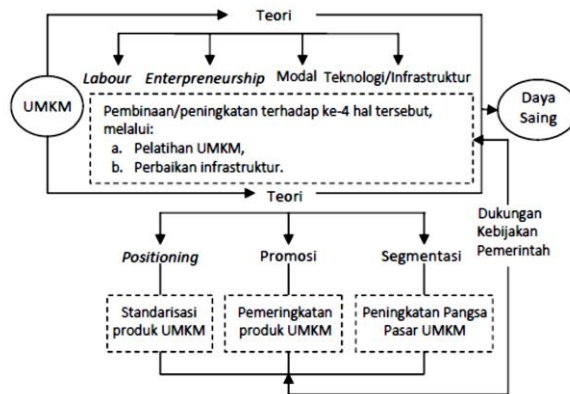 Teori
Labour Enterpreneurship Modal Teknologi/Infrastruktur
UMKM
Pembinaan/peningkatan terhadap ke-4 hal tersebut,
melalui:
a. Pelatihan UMKM,
b. Perbaikan infrastruktur.
Daya
Saing
Teori
Dukungan
Kebijakan
Pemerintah
Positioning Promosi Segmentasi
Standarisasi
produk UMKM
Pemeringkatan
produk UMKM
Peningkatan Pangsa
Pasar UMKM